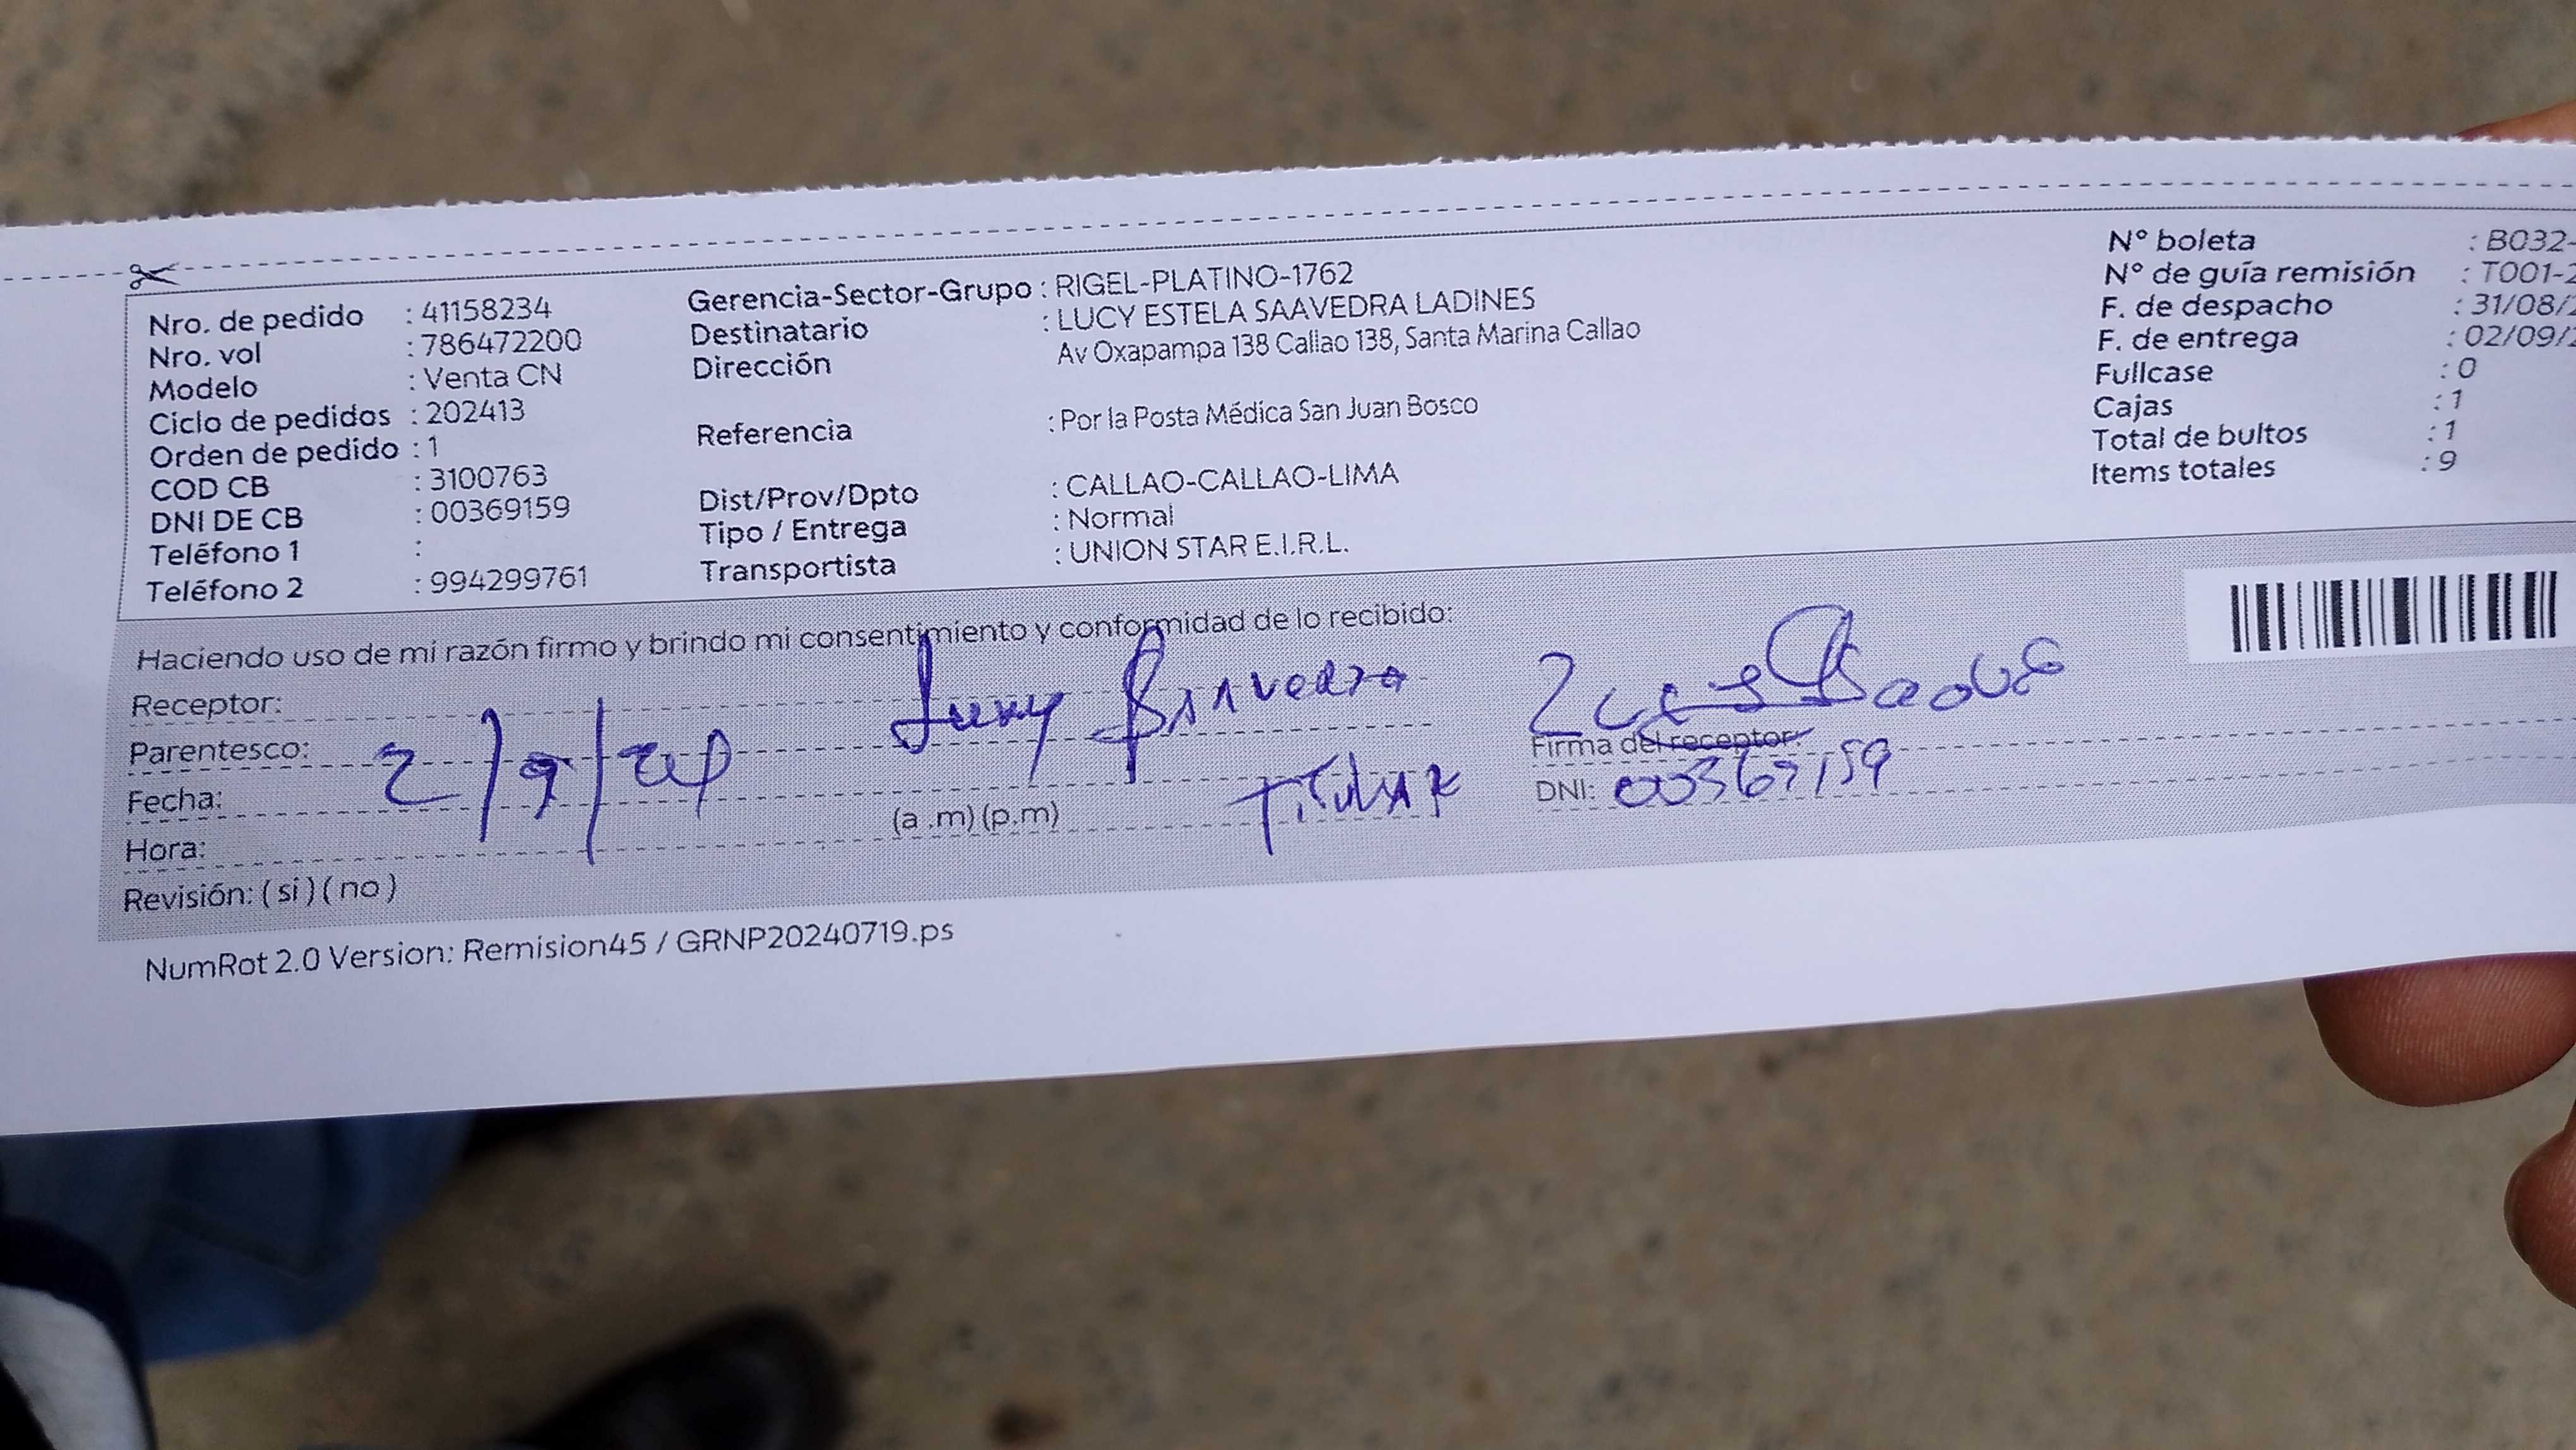 Nro. de pedido : 41158234
Nro. vol : 786472200
Modelo : Venta CN
Ciclo de pedidos : 202413
Orden de pedido : 1
COD CB : 3100763
DNI DE CB : 00369159
Teléfono 1 :
Teléfono 2 : 994299761
Gerencia-Sector-Grupo : RIGEL-PLATINO-1762
Destinatario : LUCY ESTELA SAAVEDRA LADINES
Dirección Av Oxapampa 138 Callao 138, Santa Marina Callao
Referencia : Por la Posta Médica San Juan Bosco
Dist/Prov/Dpto : CALLAO-CALLAO-LIMA
Tipo / Entrega : Normal
Transportista : UNION STAR E.I.R.L.
N° boleta : B032-
N° de guía remisión : T001-2
F. de despacho : 31/08/2
F. de entrega : 02/09/2
Fullcase : 0
Cajas : 1
Total de bultos : 1
Items totales : 9
Haciendo uso de mi razón firmo y brindo mi consentimiento y conformidad de lo recibido:
Receptor: Lucy Saavedra
Parentesco: Titular
Fecha: 2/9/24
Hora: (a .m) (p.m)
Revisión: ( si ) ( no )
Firma del receptor:
DNI: 00369159
NumRot 2.0 Version: Remision45 / GRNP20240719.ps